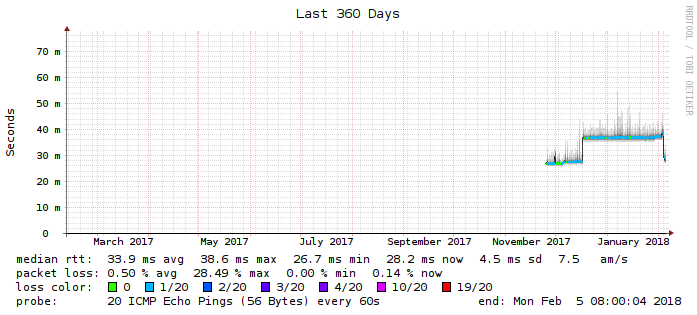 Last 360 Days
RRDTOOL / TOBI OETIKER
Seconds
70 m
60 m
50 m
40 m
30 m
20 m
10 m
0
March 2017 May 2017 July 2017 September 2017 November 2017 January 2018
median rtt: 33.9 ms avg 38.6 ms max 26.7 ms min 28.2 ms now 4.5 ms sd 7.5 am/s
packet loss: 0.50 % avg 28.49 % max 0.00 % min 0.14 % now
loss color: 0 1/20 2/20 3/20 4/20 10/20 19/20
probe: 20 ICMP Echo Pings (56 Bytes) every 60s end: Mon Feb 5 08:00:04 2018